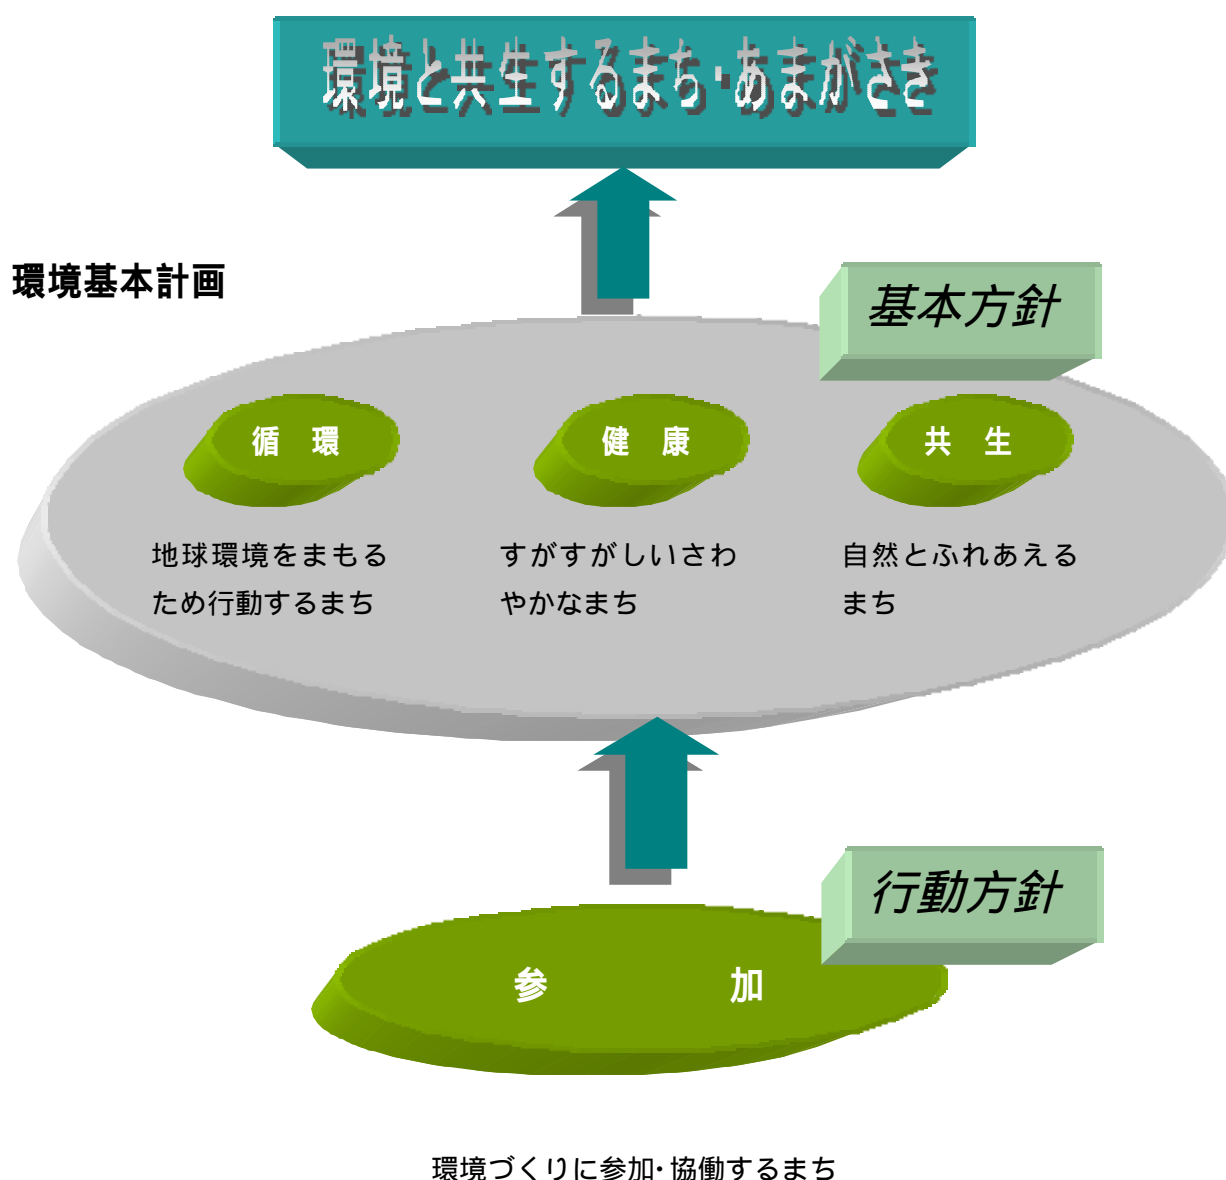 環境と共生するまち・あまがさき
環境基本計画
基本方針
循 環
健 康
共 生
地球環境をまもる
ため行動するまち
すがすがしいさわ
やかなまち
自然とふれあえる
まち
行動方針
参 加
環境づくりに参加・協働するまち